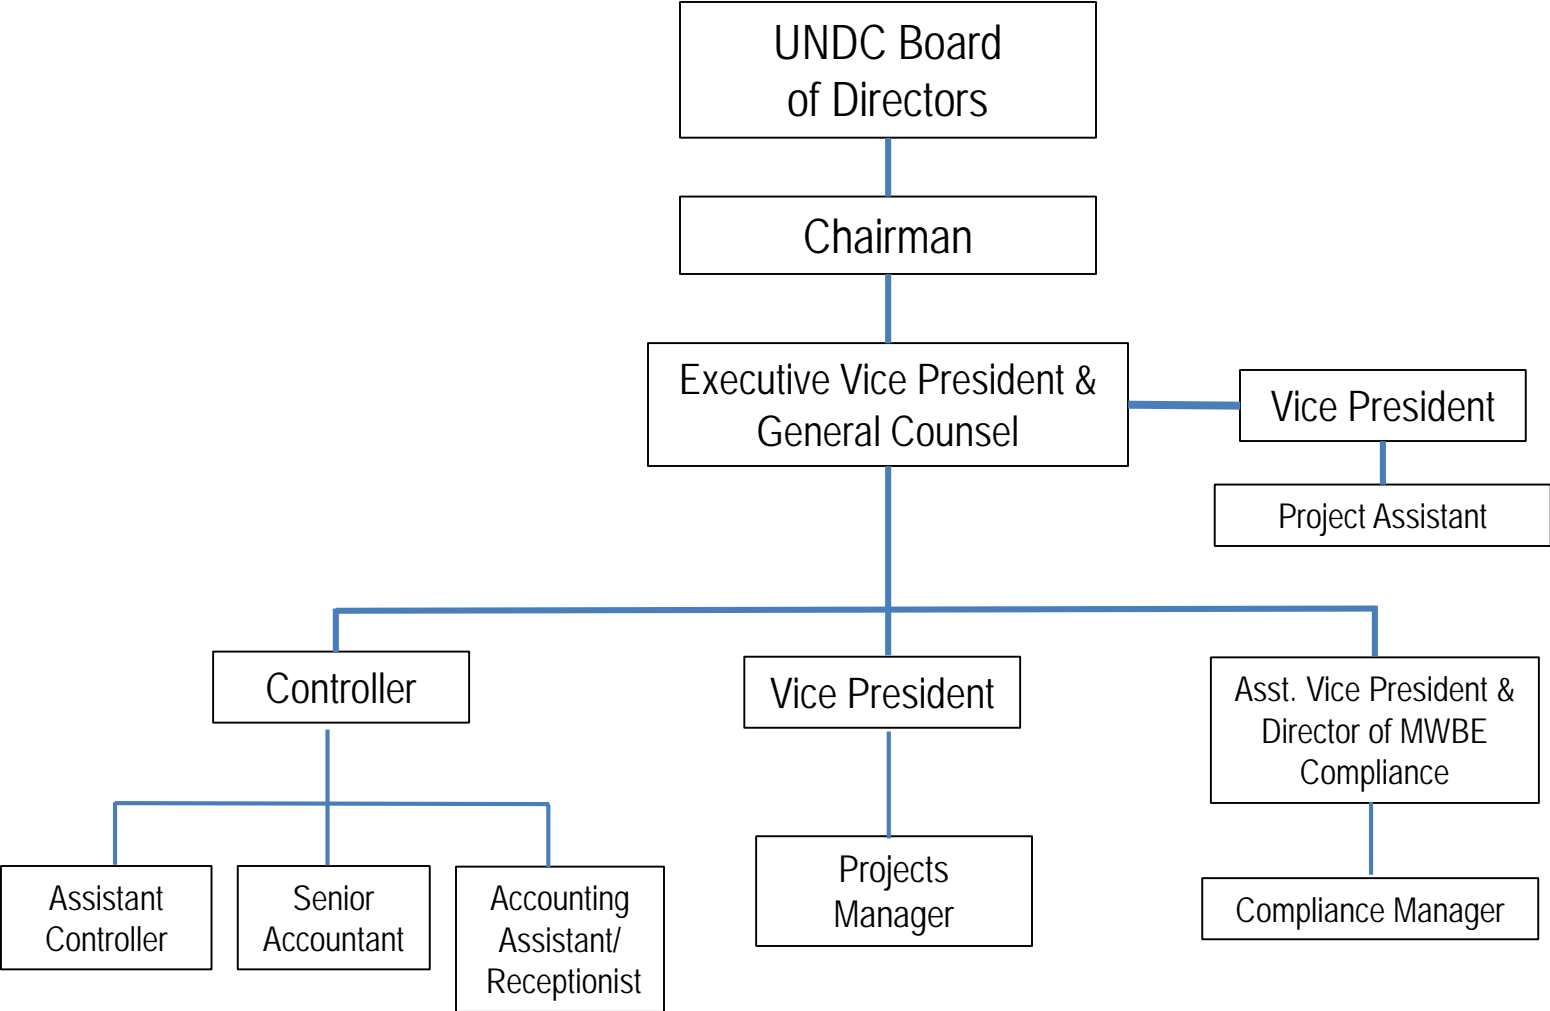 UNDC Board
of Directors
Chairman
Executive Vice President &
General Counsel
Vice President
Project Assistant
Controller
Vice President
Asst. Vice President &
Director of MWBE
Compliance
Assistant
Controller
Senior
Accountant
Accounting
Assistant/
Receptionist
Projects
Manager
Compliance Manager